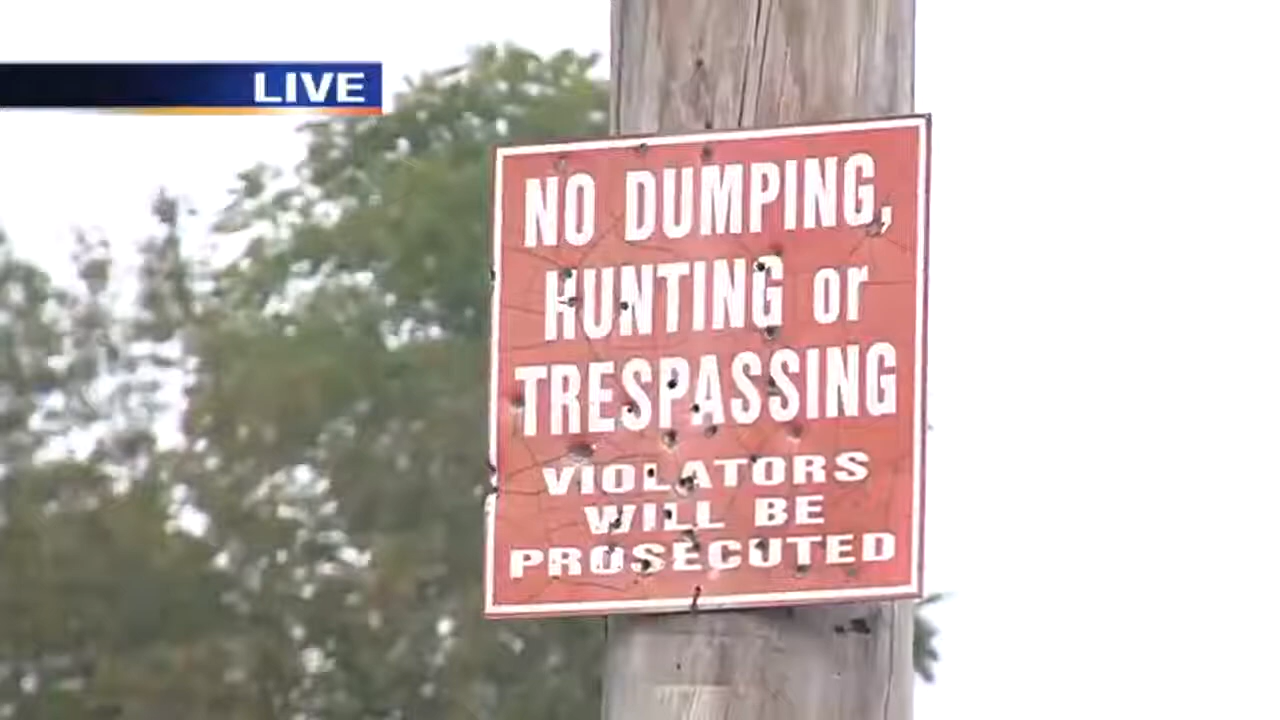 LIVE
NO DUMPING,
HUNTING or
TRESPASSING
VIOLATORS
WILL BE
PROSECUTED